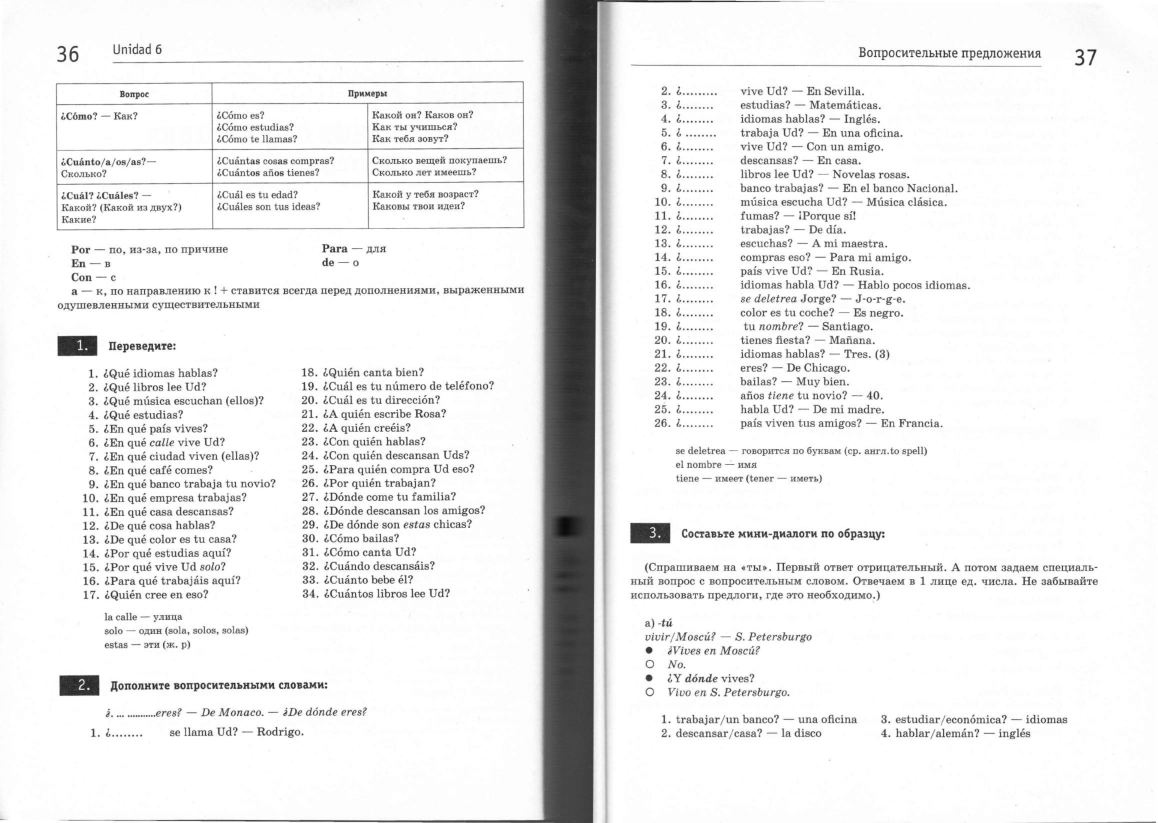 36 Unidad 6
Вопрос Примеры
¿Cómo? — Как? ¿Cómo es? Какой он? Каков он?
¿Cómo estudias? Как ты учишься?
¿Cómo te llamas? Как тебя зовут?
¿Cuánto/a/os/as?— ¿Cuántas cosas compras? Сколько вещей покупаешь?
Сколько? ¿Cuántos años tienes? Сколько лет имеешь?
¿Cuál? ¿Cuáles? — ¿Cuál es tu edad? Какой у тебя возраст?
Какой? (Какой из двух?) ¿Cuáles son tus ideas? Каковы твои идеи?
Какие?
Por — по, из-за, по причине Para — для
En — в de — о
Con — с
a — к, по направлению к ! + ставится всегда перед дополнениями, выраженными
одушевленными существительными
1. Переведите:
1. ¿Qué idiomas hablas?
2. ¿Qué libros lee Ud?
3. ¿Qué música escuchan (ellos)?
4. ¿Qué estudias?
5. ¿En qué país vives?
6. ¿En qué calle vive Ud?
7. ¿En qué ciudad viven (ellas)?
8. ¿En qué café comes?
9. ¿En qué banco trabaja tu novio?
10. ¿En qué empresa trabajas?
11. ¿En qué casa descansas?
12. ¿De qué cosa hablas?
13. ¿De qué color es tu casa?
14. ¿Por qué estudias aquí?
15. ¿Por qué vive Ud solo?
16. ¿Para qué trabajáis aquí?
17. ¿Quién cree en eso?
18. ¿Quién canta bien?
19. ¿Cuál es tu número de teléfono?
20. ¿Cuál es tu dirección?
21. ¿A quién escribe Rosa?
22. ¿A quién creéis?
23. ¿Con quién hablas?
24. ¿Con quién descansan Uds?
25. ¿Para quién compra Ud eso?
26. ¿Por quién trabajan?
27. ¿Dónde come tu familia?
28. ¿Dónde descansan los amigos?
29. ¿De dónde son estas chicas?
30. ¿Cómo bailas?
31. ¿Cómo canta Ud?
32. ¿Cuándo descansáis?
33. ¿Cuánto bebe él?
34. ¿Cuántos libros lee Ud?
la calle — улица
solo — один (sola, solos, solas)
estas — эти (ж. р)
2. Дополните вопросительными словами:
¿. ... ............eres? — De Monaco. — ¿De dónde eres?
1. ¿........ se llama Ud? — Rodrigo.
Вопросительные предложения 37
2. ¿......... vive Ud? — En Sevilla.
3. ¿........ estudias? — Matemáticas.
4. ¿........ idiomas hablas? — Inglés.
5. ¿ ........ trabaja Ud? — En una oficina.
6. ¿........ vive Ud? — Con un amigo.
7. ¿........ descansas? — En casa.
8. ¿........ libros lee Ud? — Novelas rosas.
9. ¿........ banco trabajas? — En el banco Nacional.
10. ¿........ música escucha Ud? — Música clásica.
11. ¿........ fumas? — ¡Porque sí!
12. ¿........ trabajas? — De día.
13. ¿........ escuchas? — A mi maestra.
14. ¿........ compras eso? — Para mi amigo.
15. ¿........ país vive Ud? — En Rusia.
16. ¿........ idiomas habla Ud? — Hablo pocos idiomas.
17. ¿........ se deletrea Jorge? — J-o-r-g-e.
18. ¿........ color es tu coche? — Es negro.
19. ¿........ tu nombre? — Santiago.
20. ¿........ tienes fiesta? — Mañana.
21. ¿........ idiomas hablas? — Tres. (3)
22. ¿........ eres? — De Chicago.
23. ¿........ bailas? — Muy bien.
24. ¿........ años tiene tu novio? — 40.
25. ¿........ habla Ud? — De mi madre.
26. ¿........ país viven tus amigos? — En Francia.
se deletrea — говорится по буквам (ср. англ.to spell)
el nombre — имя
tiene — имеет (tener — иметь)
3. Составьте мини-диалоги по образцу:
(Спрашиваем на «ты». Первый ответ отрицательный. А потом задаем специаль-
ный вопрос с вопросительным словом. Отвечаем в 1 лице ед. числа. Не забывайте
использовать предлоги, где это необходимо.)
a) -tú
vivir/Moscú? — S. Petersburgo
● ¿Vives en Moscú?
○ No.
● ¿Y dónde vives?
○ Vivo en S. Petersburgo.
1. trabajar/un banco? — una oficina 3. estudiar/económica? — idiomas
2. descansar/casa? — la disco 4. hablar/alemán? — inglés